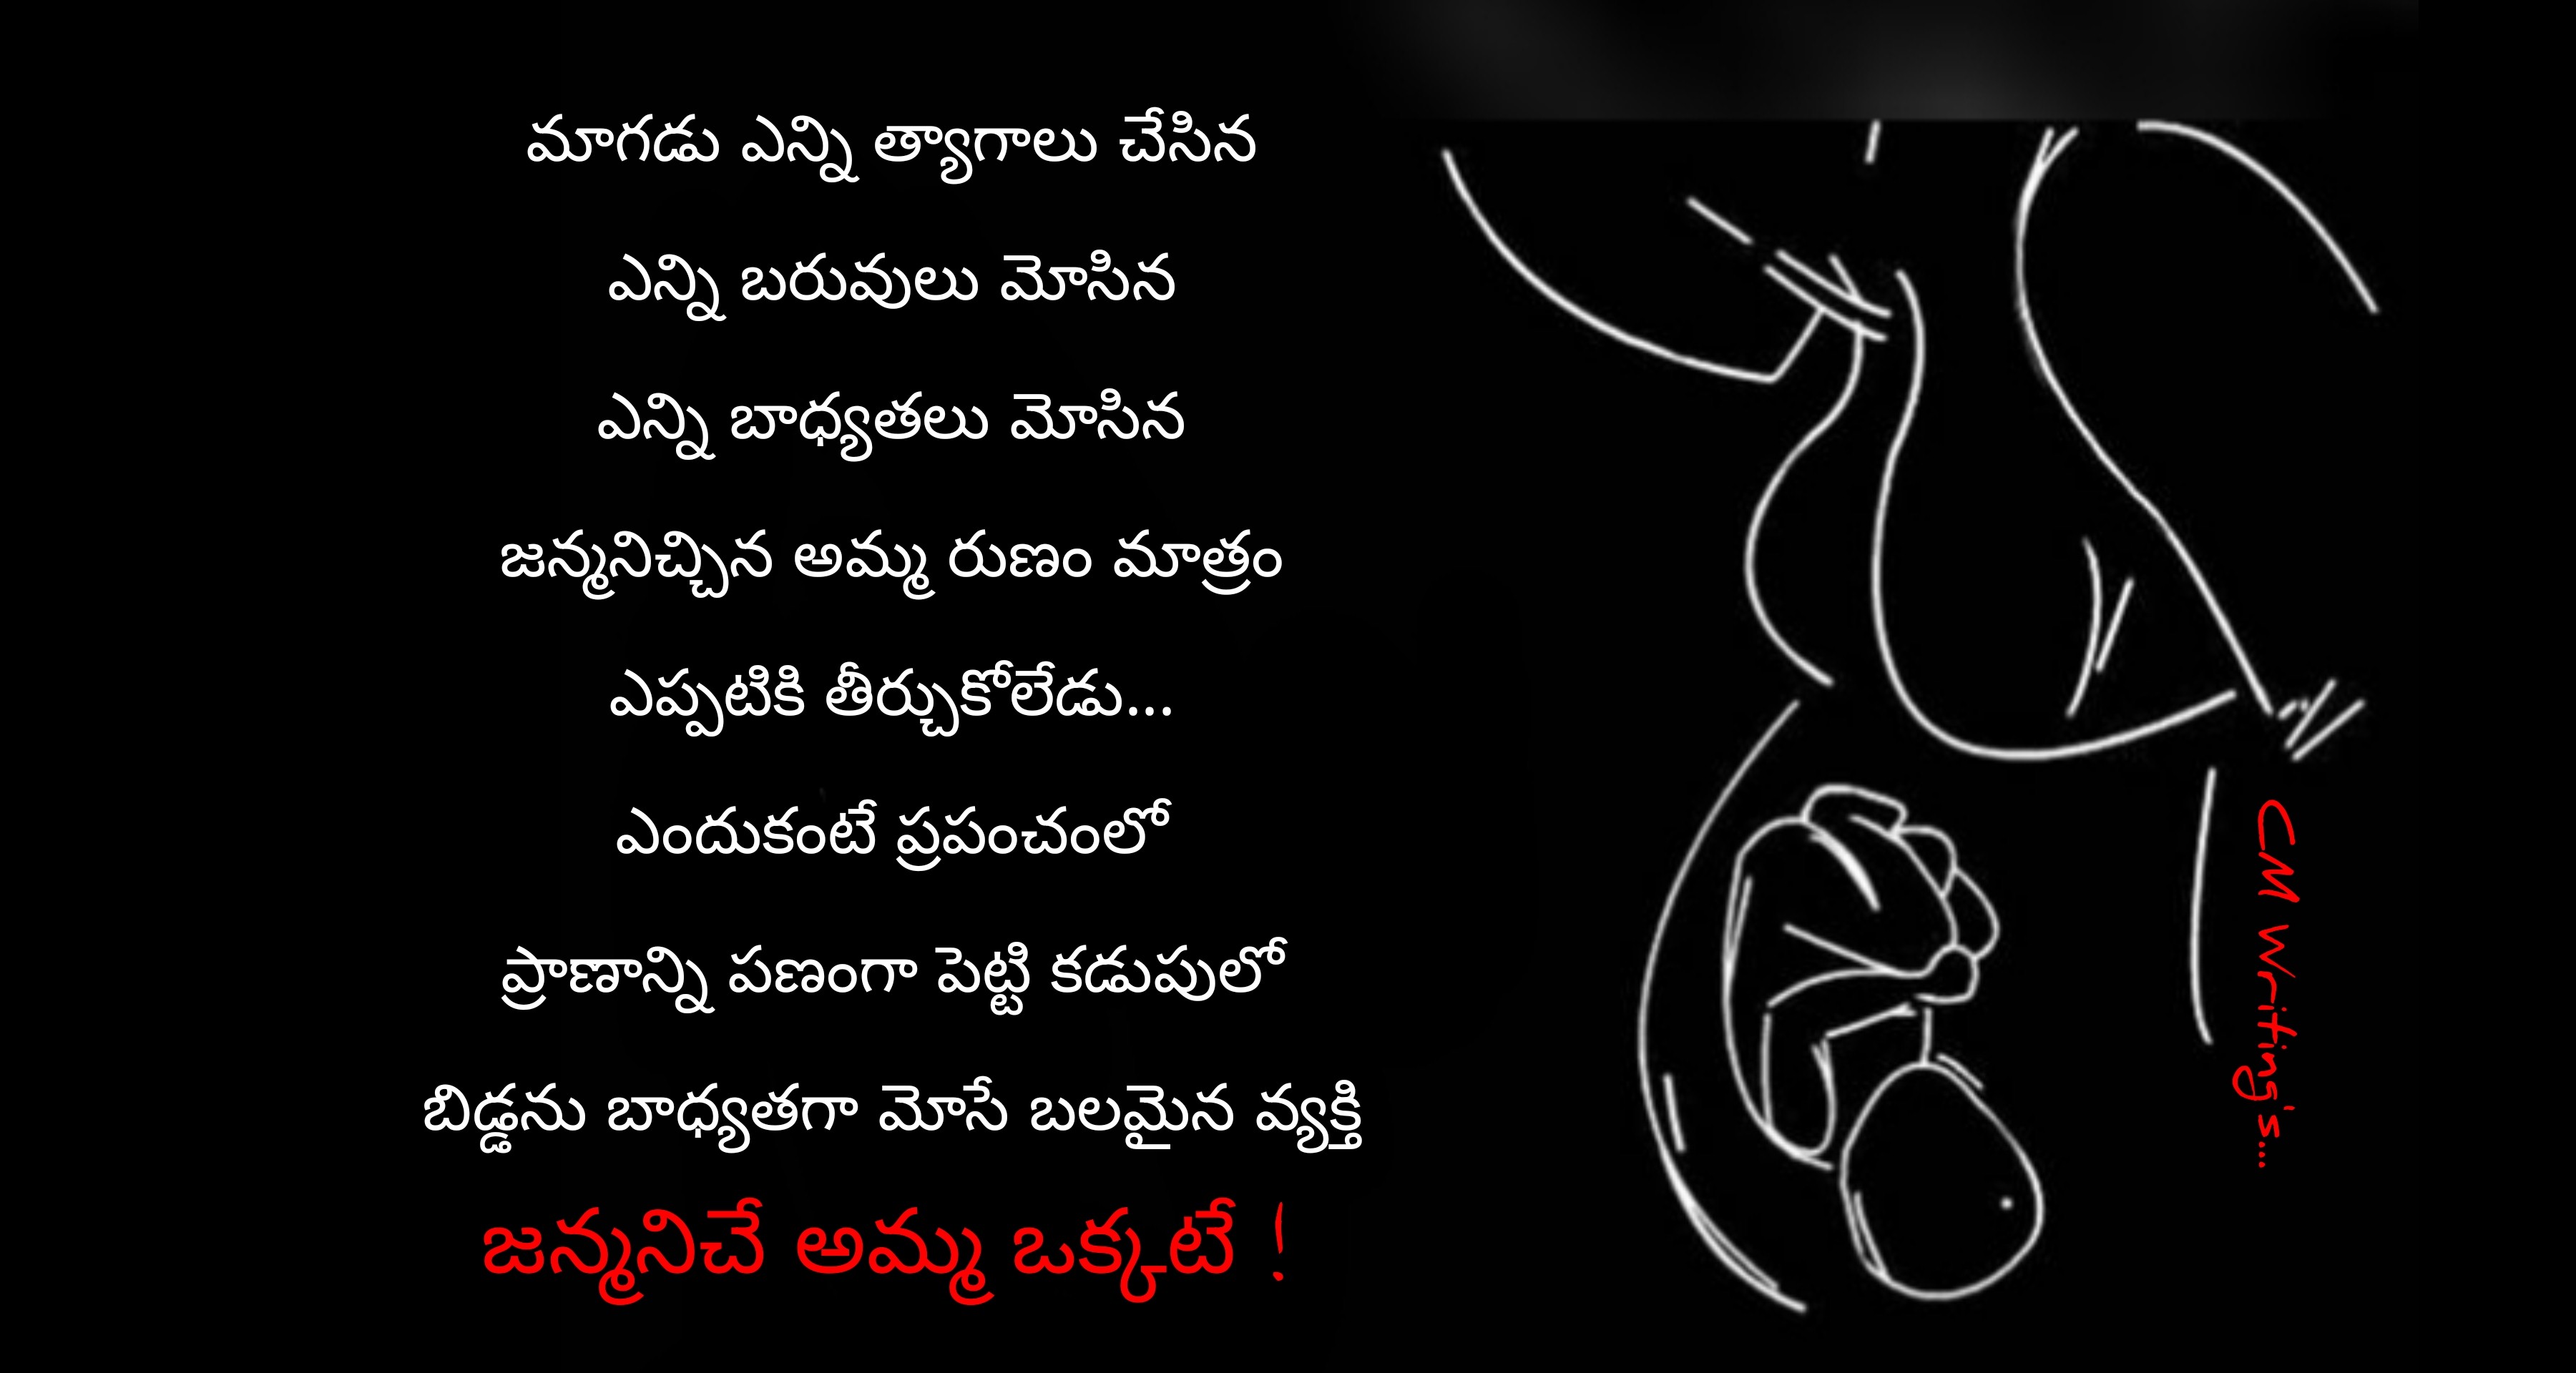 మాగడు ఎన్ని త్యాగాలు చేసిన
ఎన్ని బరువులు మోసిన
ఎన్ని బాధ్యతలు మోసిన
జన్మనిచ్చిన అమ్మ రుణం మాత్రం
ఎప్పటికి తీర్చుకోలేడు...
ఎందుకంటే ప్రపంచంలో
ప్రాణాన్ని పణంగా పెట్టి కడుపులో
బిడ్డను బాధ్యతగా మోసే బలమైన వ్యక్తి
జన్మనిచే అమ్మ ఒక్కటే !
CM Writing's...